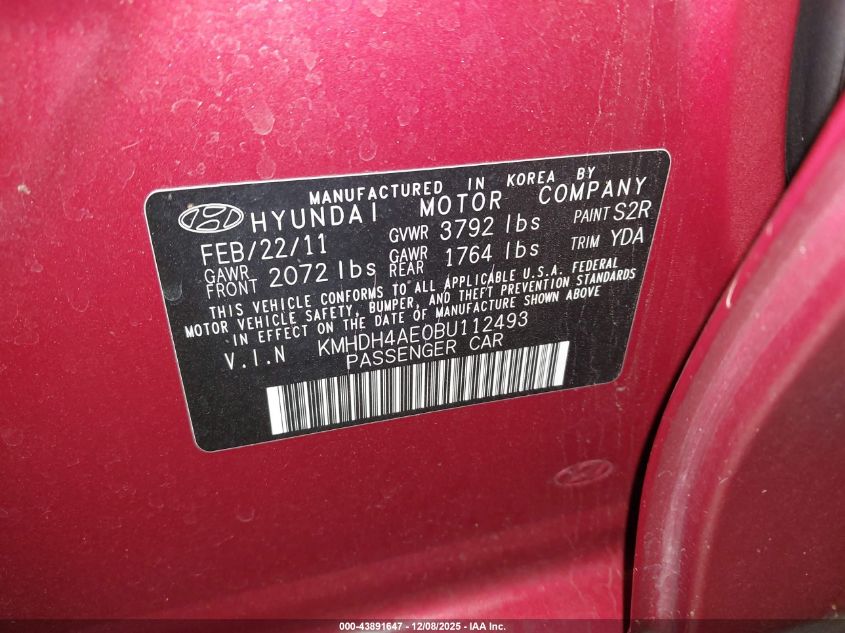 MANUFACTURED IN KOREA BY
HYUNDAI MOTOR COMPANY
FEB/22/11 GVWR 3792 lbs PAINT S2R
GAWR FRONT 2072 lbs GAWR REAR 1764 lbs TRIM YDA
THIS VEHICLE CONFORMS TO ALL APPLICABLE U.S.A. FEDERAL
MOTOR VEHICLE SAFETY, BUMPER, AND THEFT PREVENTION STANDARDS
IN EFFECT ON THE DATE OF MANUFACTURE SHOWN ABOVE
V.I.N KMHDH4AE0BU112493
PASSENGER CAR
000-43891647 - 12/08/2025 - IAA Inc.